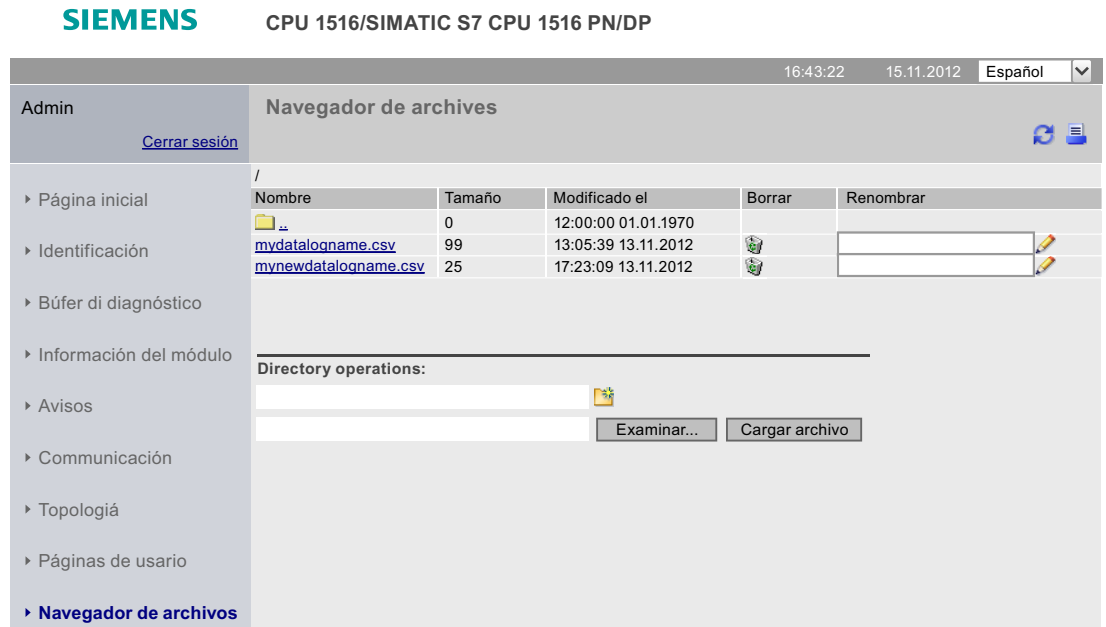 SIEMENS CPU 1516/SIMATIC S7 CPU 1516 PN/DP
16:43:22 15.11.2012 Español
Admin
Cerrar sesión
Navegador de archives
Página inicial
Identificación
Búfer di diagnóstico
Información del módulo
Avisos
Communicación
Topologiá
Páginas de usario
Navegador de archivos
/
Nombre Tamaño Modificado el Borrar Renombrar
.. 0 12:00:00 01.01.1970
mydatalogname.csv 99 13:05:39 13.11.2012
mynewdatalogname.csv 25 17:23:09 13.11.2012
Directory operations:
Examinar... Cargar archivo